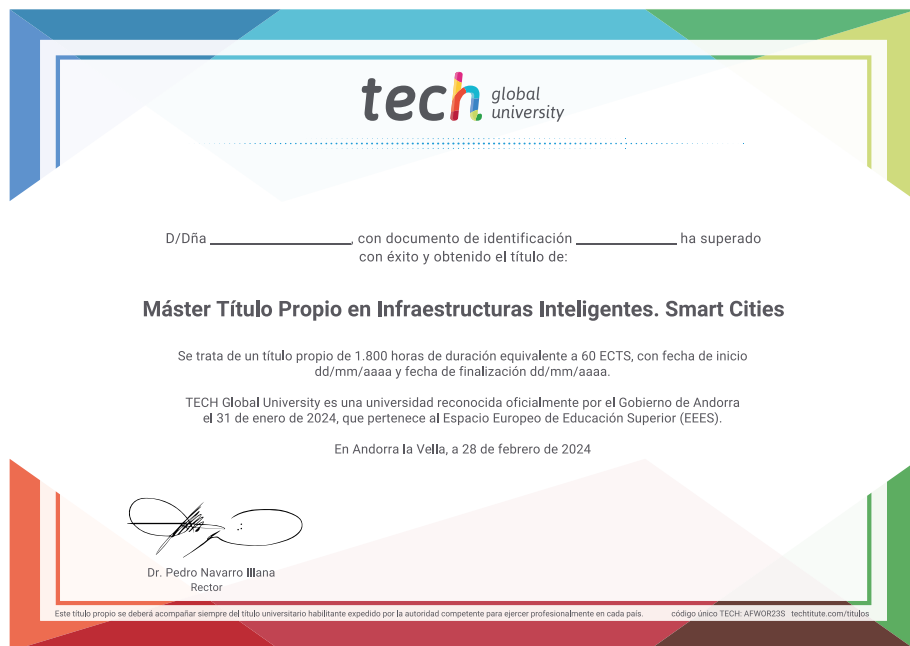 tech global
university
D/Dña ____________, con documento de identificación ____________ ha superado
con éxito y obtenido el título de:
Máster Título Propio en Infraestructuras Inteligentes. Smart Cities
Se trata de un título propio de 1.800 horas de duración equivalente a 60 ECTS, con fecha de inicio
dd/mm/aaaa y fecha de finalización dd/mm/aaaa.
TECH Global University es una universidad reconocida oficialmente por el Gobierno de Andorra
el 31 de enero de 2024, que pertenece al Espacio Europeo de Educación Superior (EEES).
En Andorra la Vella, a 28 de febrero de 2024
Dr. Pedro Navarro Illana
Rector
Este título propio se deberá acompañar siempre del título universitario habilitante expedido por la autoridad competente para ejercer profesionalmente en cada país. código único TECH: AFWOR23S techtitute.com/titulos